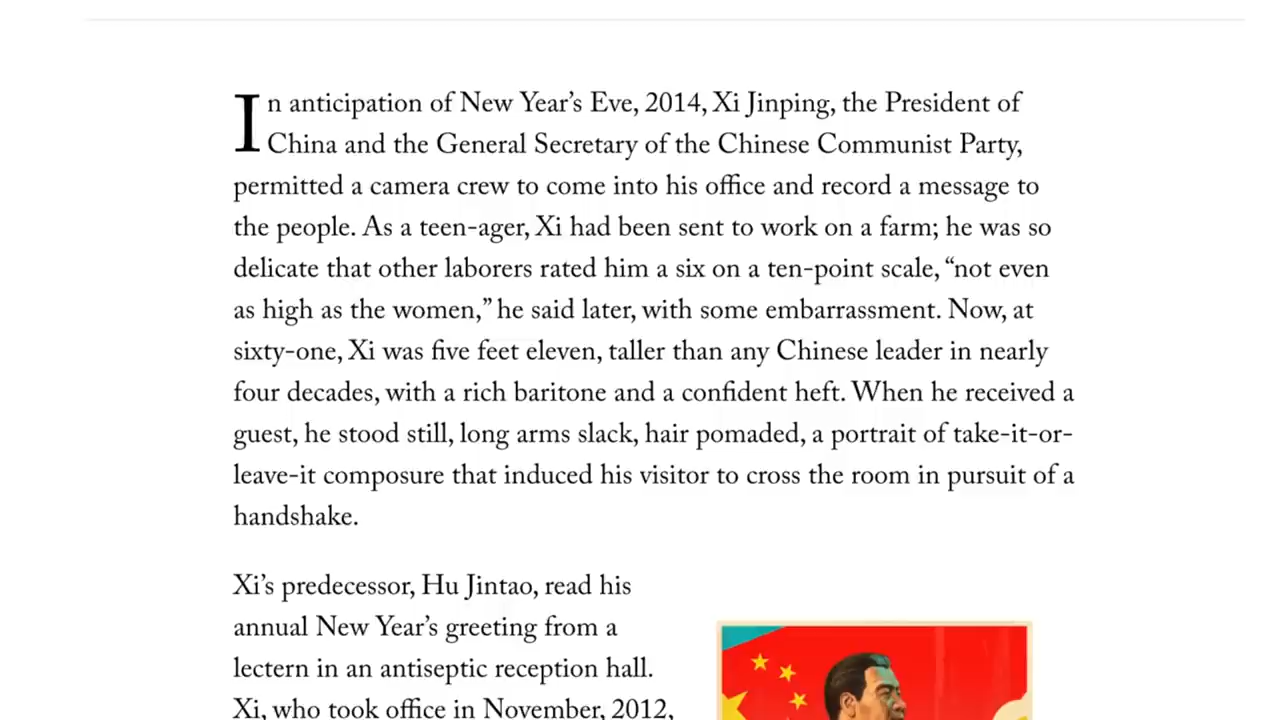 In anticipation of New Year’s Eve, 2014, Xi Jinping, the President of
China and the General Secretary of the Chinese Communist Party,
permitted a camera crew to come into his office and record a message to
the people. As a teen-ager, Xi had been sent to work on a farm; he was so
delicate that other laborers rated him a six on a ten-point scale, “not even
as high as the women,” he said later, with some embarrassment. Now, at
sixty-one, Xi was five feet eleven, taller than any Chinese leader in nearly
four decades, with a rich baritone and a confident heft. When he received a
guest, he stood still, long arms slack, hair pomaded, a portrait of take-it-or-
leave-it composure that induced his visitor to cross the room in pursuit of a
handshake.
Xi’s predecessor, Hu Jintao, read his
annual New Year’s greeting from a
lectern in an antiseptic reception hall.
Xi, who took office in November, 2012,